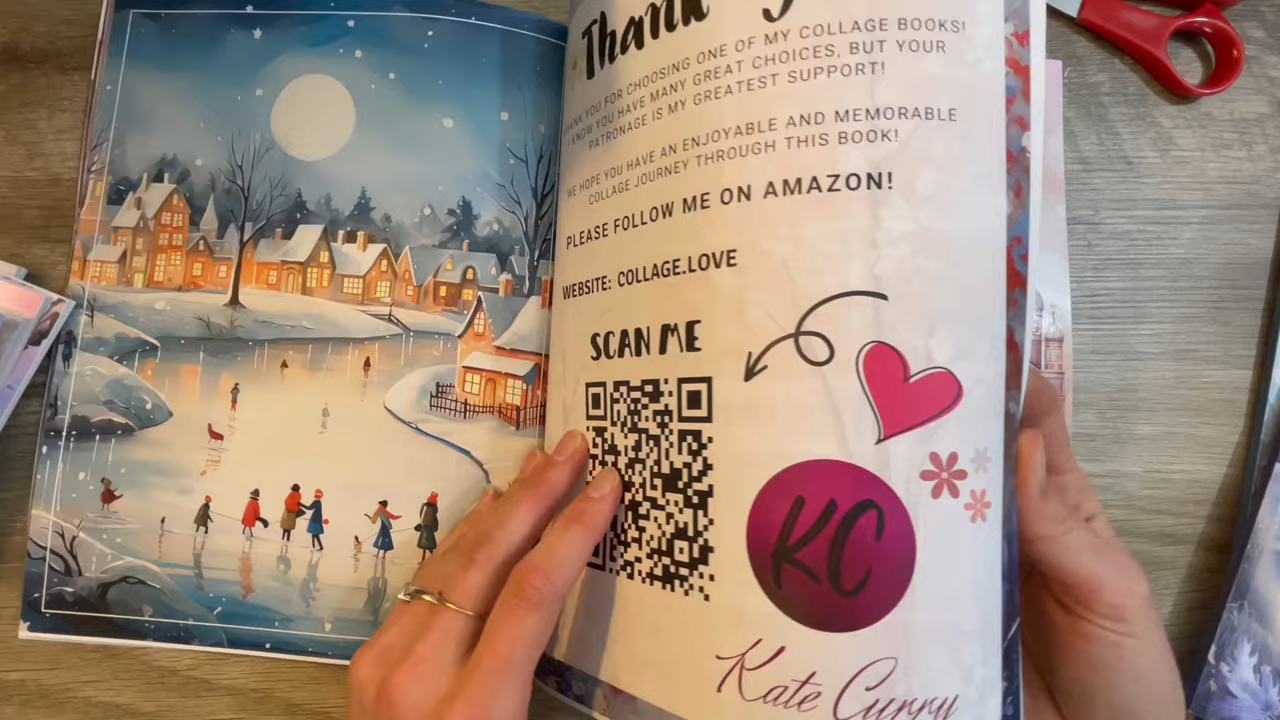 Thank
THANK YOU FOR CHOOSING ONE OF MY COLLAGE BOOKS!
I KNOW YOU HAVE MANY GREAT CHOICES, BUT YOUR
PATRONAGE IS MY GREATEST SUPPORT!
WE HOPE YOU HAVE AN ENJOYABLE AND MEMORABLE
COLLAGE JOURNEY THROUGH THIS BOOK!
PLEASE FOLLOW ME ON AMAZON!
WEBSITE: COLLAGE.LOVE
SCAN ME
KC
Kate Curry